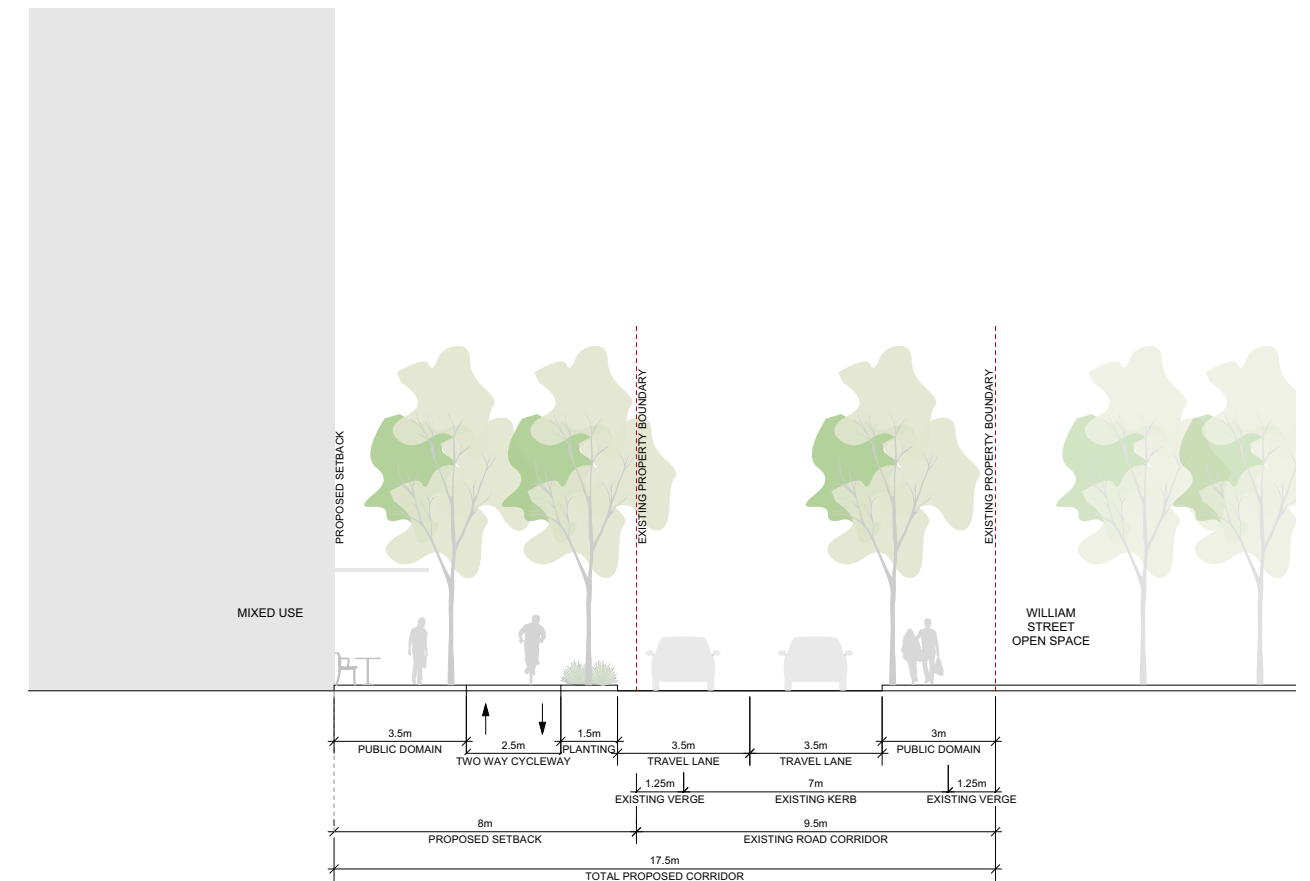 PROPOSED SETBACK
EXISTING PROPERTY BOUNDARY
EXISTING PROPERTY BOUNDARY
MIXED USE
WILLIAM
STREET
OPEN SPACE
3.5m
PUBLIC DOMAIN
2.5m
TWO WAY CYCLEWAY
1.5m
PLANTING
3.5m
TRAVEL LANE
3.5m
TRAVEL LANE
3m
PUBLIC DOMAIN
1.25m
EXISTING VERGE
7m
EXISTING KERB
1.25m
EXISTING VERGE
8m
PROPOSED SETBACK
9.5m
EXISTING ROAD CORRIDOR
17.5m
TOTAL PROPOSED CORRIDOR